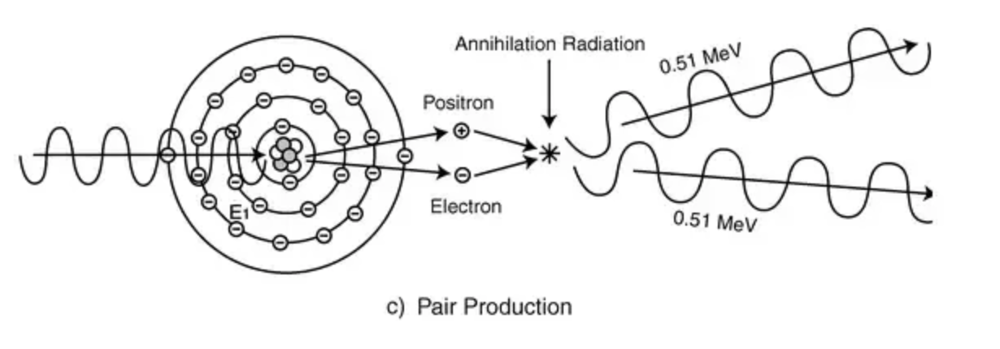 Annihilation Radiation
0.51 MeV
Positron
Electron
E1
0.51 MeV
c) Pair Production